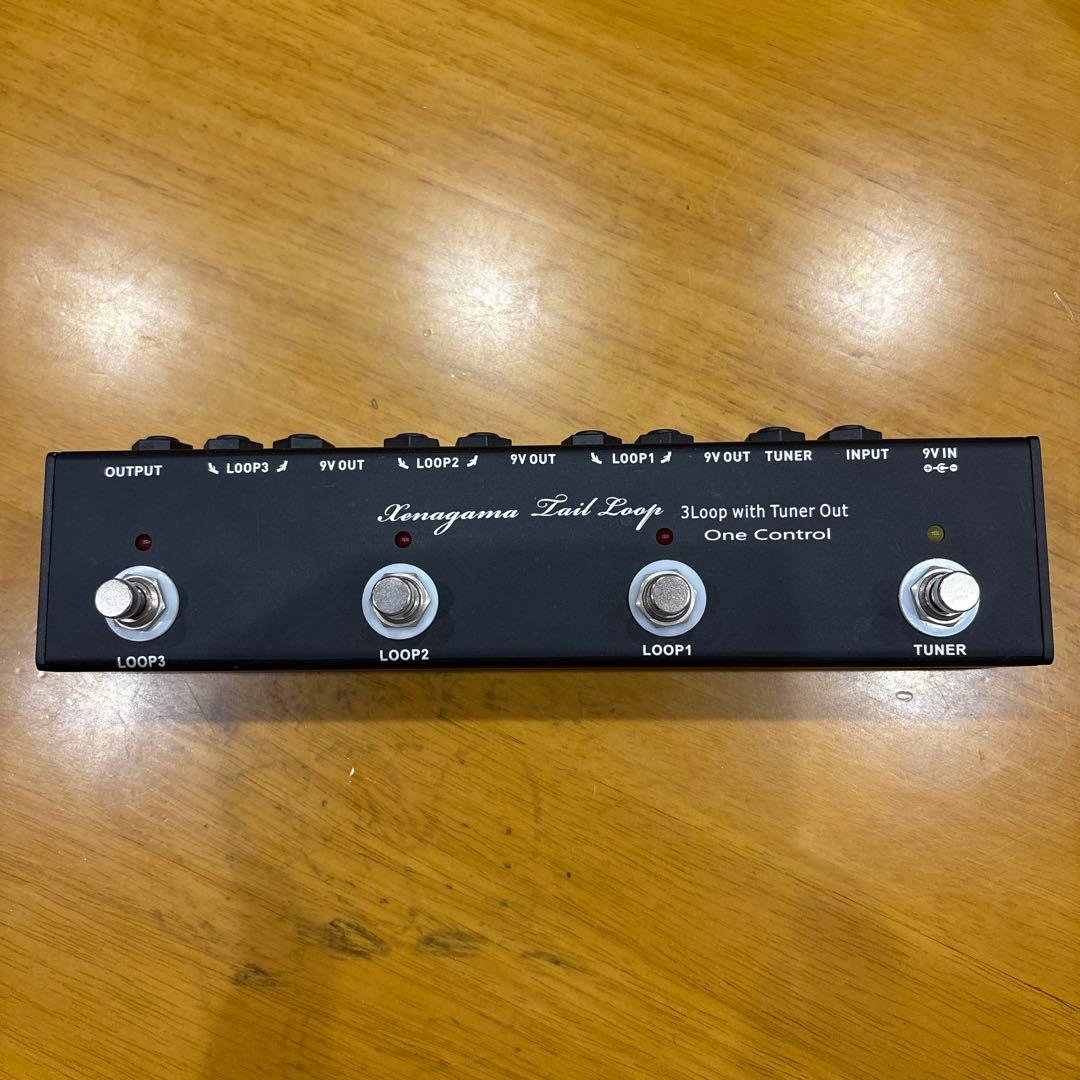 OUTPUT LOOP3 9V OUT LOOP2 9V OUT LOOP1 9V OUT TUNER INPUT 9V IN
Xenagama Tail Loop 3Loop with Tuner Out
One Control
LOOP3 LOOP2 LOOP1 TUNER